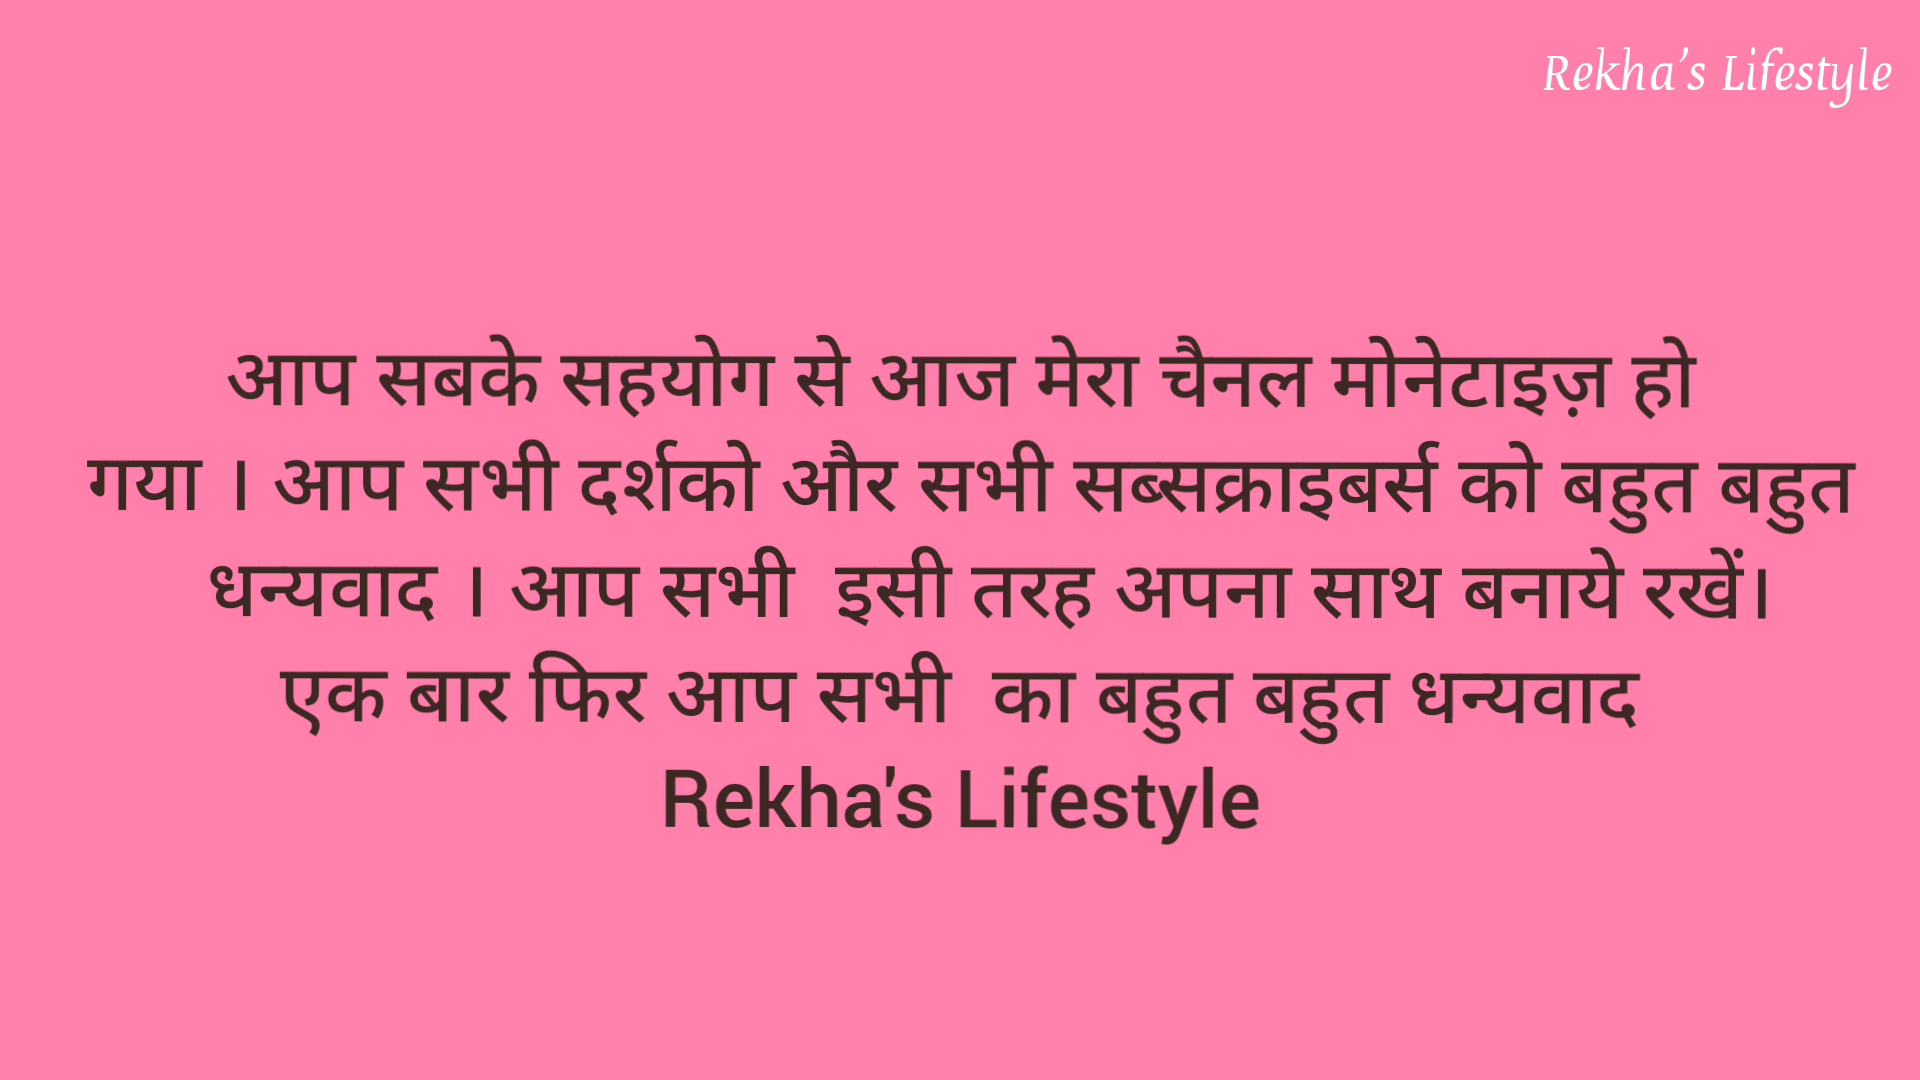 Rekha’s Lifestyle
आप सबके सहयोग से आज मेरा चैनल मोनेटाइज़ हो
गया । आप सभी दर्शको और सभी सब्सक्राइबर्स को बहुत बहुत
धन्यवाद । आप सभी  इसी तरह अपना साथ बनाये रखें।
एक बार फिर आप सभी  का बहुत बहुत धन्यवाद
Rekha's Lifestyle